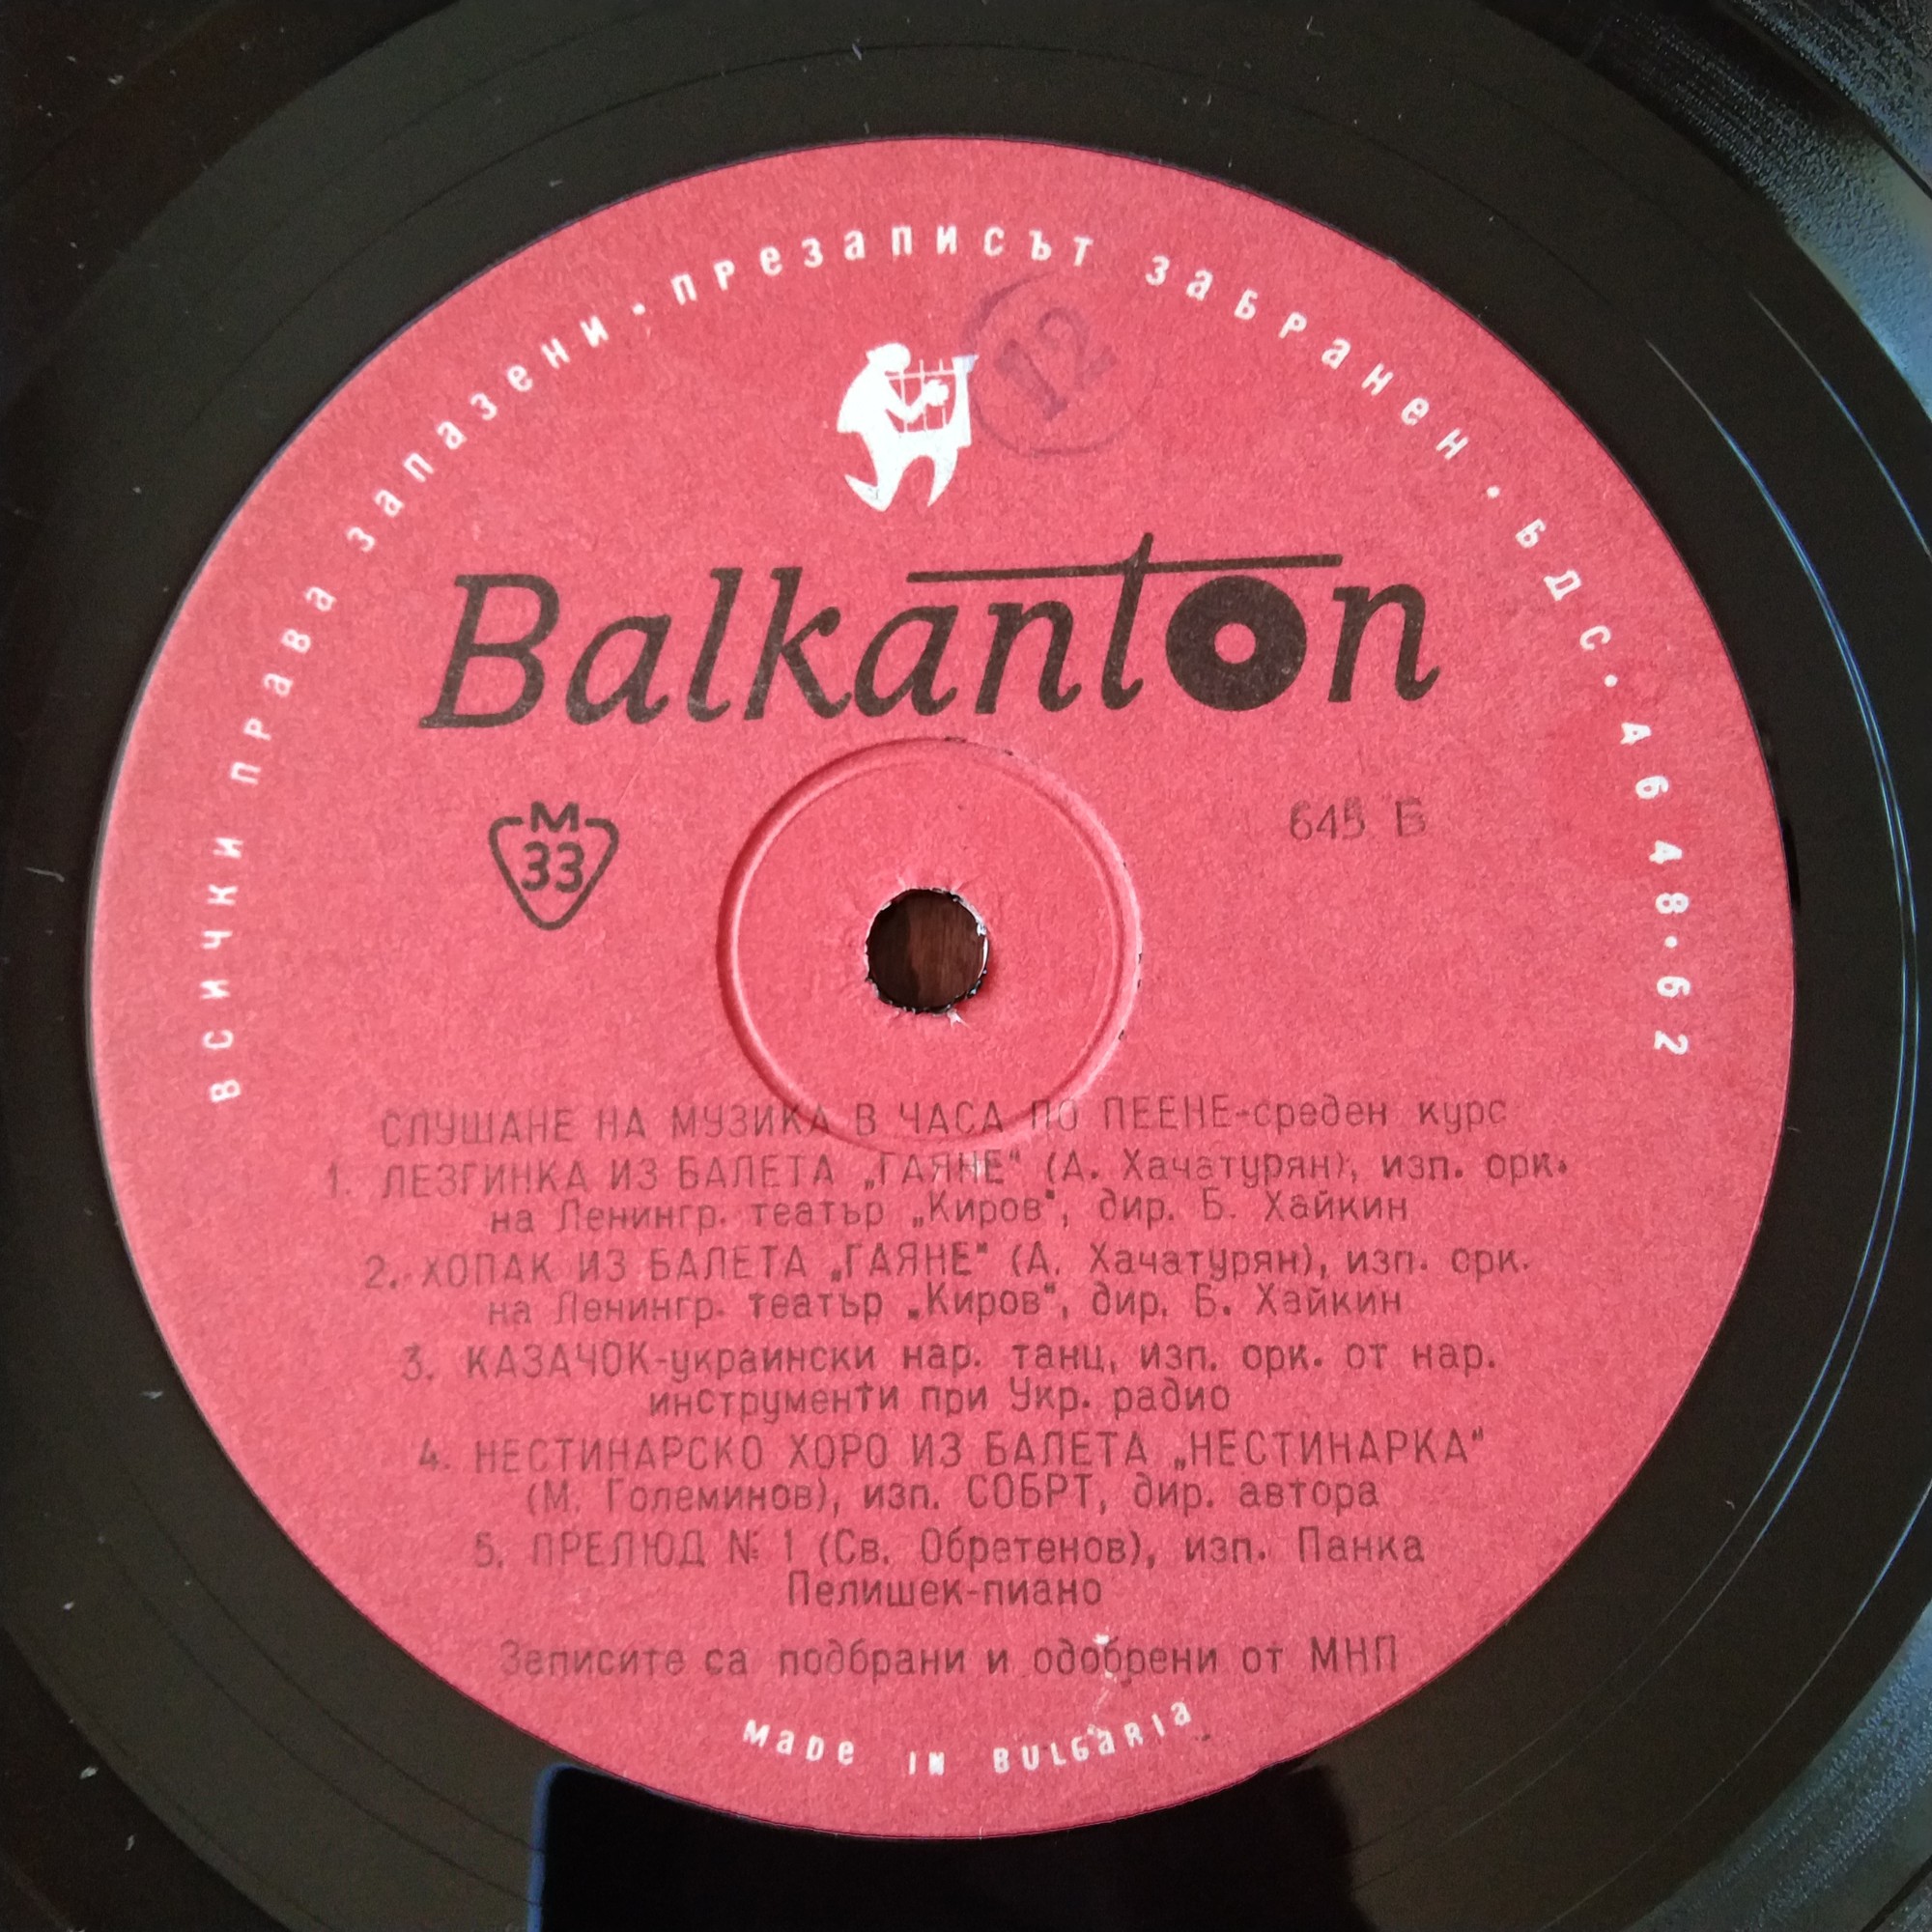 ВСИЧКИ ПРАВА ЗАПАЗЕНИ · ПРЕЗАПИСЪТ ЗАБРАНЕН · БДС · 4648 · 62
12
Balkanton
М
33
645 Б
СЛУШАНЕ НА МУЗИКА В ЧАСА ПО ПЕЕНЕ-среден курс
1. ЛЕЗГИНКА ИЗ БАЛЕТА „ГАЯНЕ“ (А. Хачатурян), изп. орк.
на Ленингр. театър „Киров“, дир. Б. Хайкин
2. ХОПАК ИЗ БАЛЕТА „ГАЯНЕ“ (А. Хачатурян), изп. орк.
на Ленингр. театър „Киров“, дир. Б. Хайкин
3. КАЗАЧОК-украински нар. танц, изп. орк. от нар.
инструменти при Укр. радио
4. НЕСТИНАРСКО ХОРО ИЗ БАЛЕТА „НЕСТИНАРКА“
(М. Големинов), изп. СОБРТ, дир. автора
5. ПРЕЛЮД № 1 (Св. Обретенов), изп. Панка
Пелишек-пиано
Записите са подбрани и одобрени от МНП
MADE IN BULGARIA